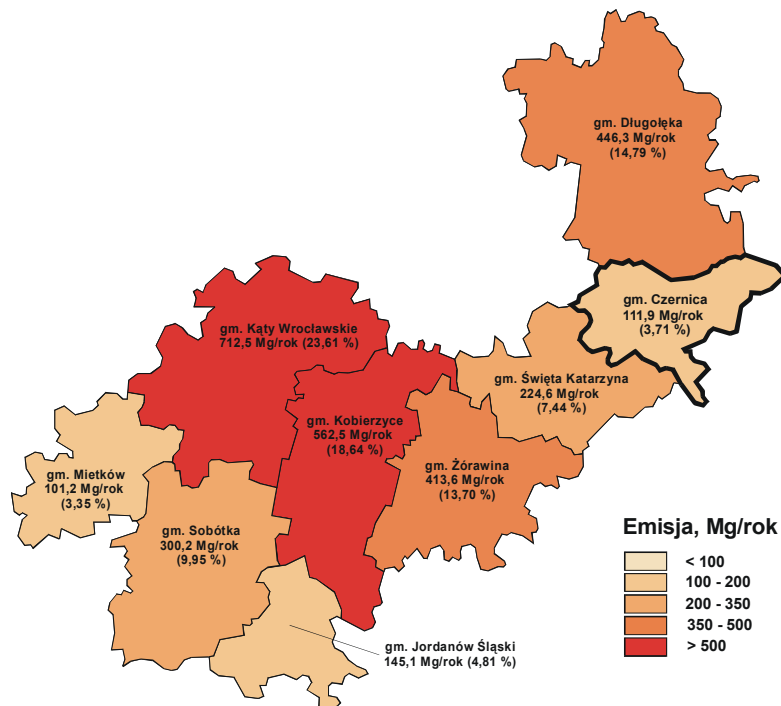 gm. Długołęka
446,3 Mg/rok
(14,79 %)
gm. Czernica
111,9 Mg/rok
(3,71 %)
gm. Kąty Wrocławskie
712,5 Mg/rok (23,61 %)
gm. Święta Katarzyna
224,6 Mg/rok
(7,44 %)
gm. Kobierzyce
562,5 Mg/rok
(18,64 %)
gm. Żórawina
413,6 Mg/rok
(13,70 %)
gm. Mietków
101,2 Mg/rok
(3,35 %)
gm. Sobótka
300,2 Mg/rok
(9,95 %)
gm. Jordanów Śląski
145,1 Mg/rok (4,81 %)
Emisja, Mg/rok
< 100
100 - 200
200 - 350
350 - 500
> 500